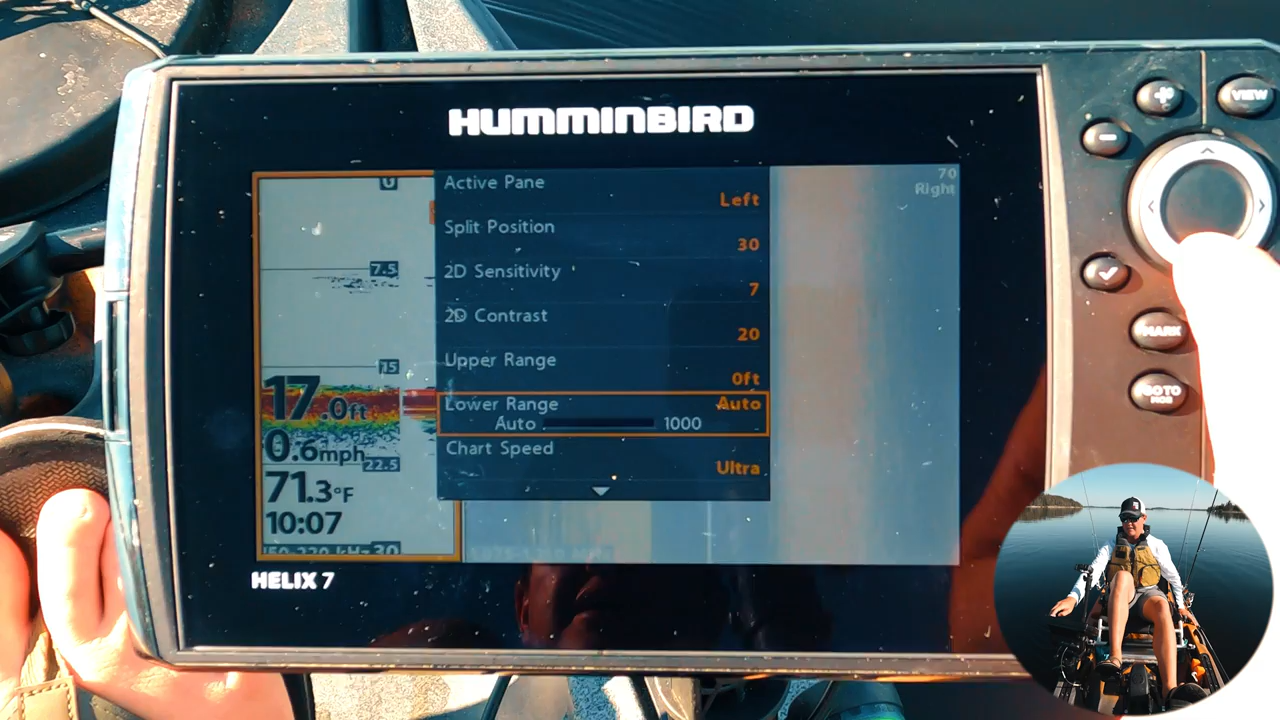 HUMMINBIRD
VIEW
MARK
GOTO
MOB
0
7.5
15
17.0ft
0.6mph
22.5
71.3°F
10:07
30
Active Pane
Left
Split Position
30
2D Sensitivity
7
2D Contrast
20
Upper Range
0ft
Lower Range
Auto
Auto 1000
Chart Speed
Ultra
70
Right
HELIX 7